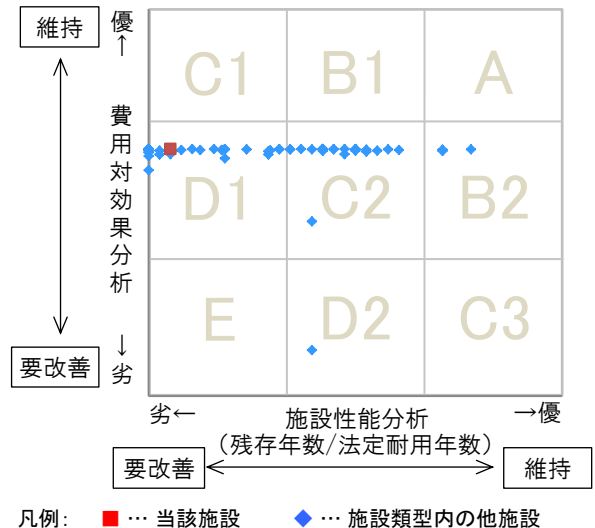 維持
優
↑
C1 B1 A
費用対効果分析
D1 C2 B2
E D2 C3
↓
劣
要改善
劣← 施設性能分析 →優
（残存年数/法定耐用年数）
要改善 維持
凡例： ■ … 当該施設 ◆ … 施設類型内の他施設